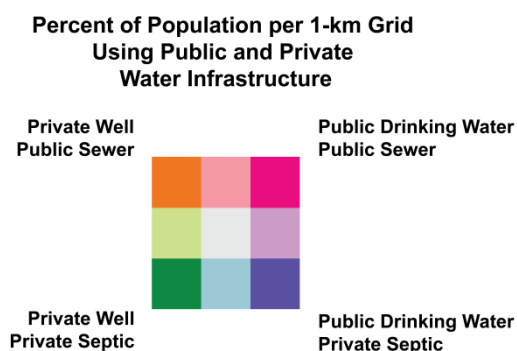 Percent of Population per 1-km Grid
Using Public and Private
Water Infrastructure
Private Well
Public Sewer
Public Drinking Water
Public Sewer
Private Well
Private Septic
Public Drinking Water
Private Septic